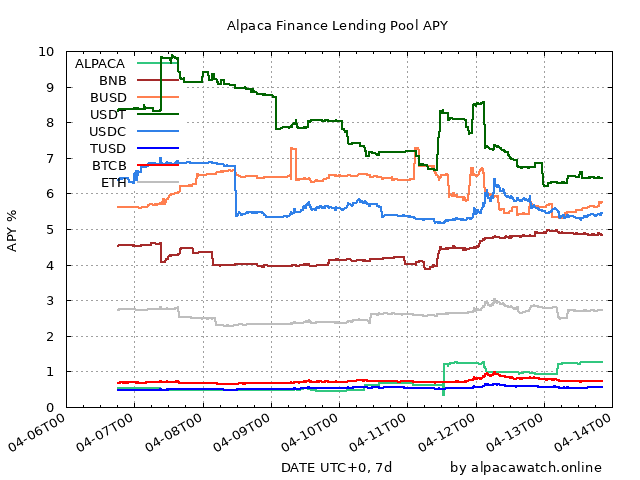 Alpaca Finance Lending Pool APY
10
9
8
7
6
5
4
3
2
1
0
APY %
ALPACA
BNB
BUSD
USDT
USDC
TUSD
BTCB
ETH
04-06T00
04-07T00
04-08T00
04-09T00
04-10T00
04-11T00
04-12T00
04-13T00
04-14T00
DATE UTC+0, 7d
by alpacawatch.online